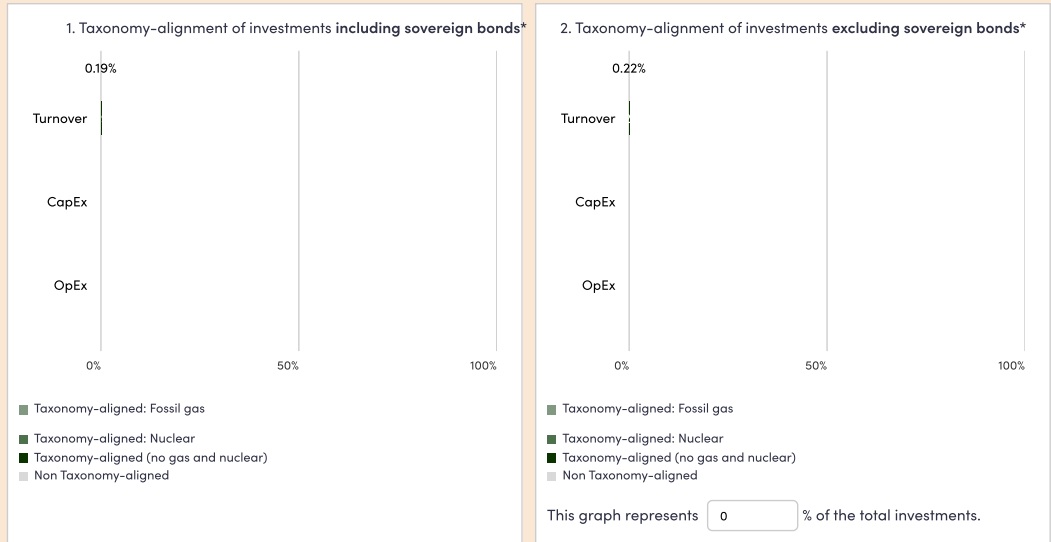 1. Taxonomy-alignment of investments including sovereign bonds*
0.19%
Turnover
CapEx
OpEx
0%
50%
100%
Taxonomy-aligned: Fossil gas
Taxonomy-aligned: Nuclear
Taxonomy-aligned (no gas and nuclear)
Non Taxonomy-aligned
2. Taxonomy-alignment of investments excluding sovereign bonds*
0.22%
Turnover
CapEx
OpEx
0%
50%
100%
Taxonomy-aligned: Fossil gas
Taxonomy-aligned: Nuclear
Taxonomy-aligned (no gas and nuclear)
Non Taxonomy-aligned
This graph represents 0 % of the total investments.